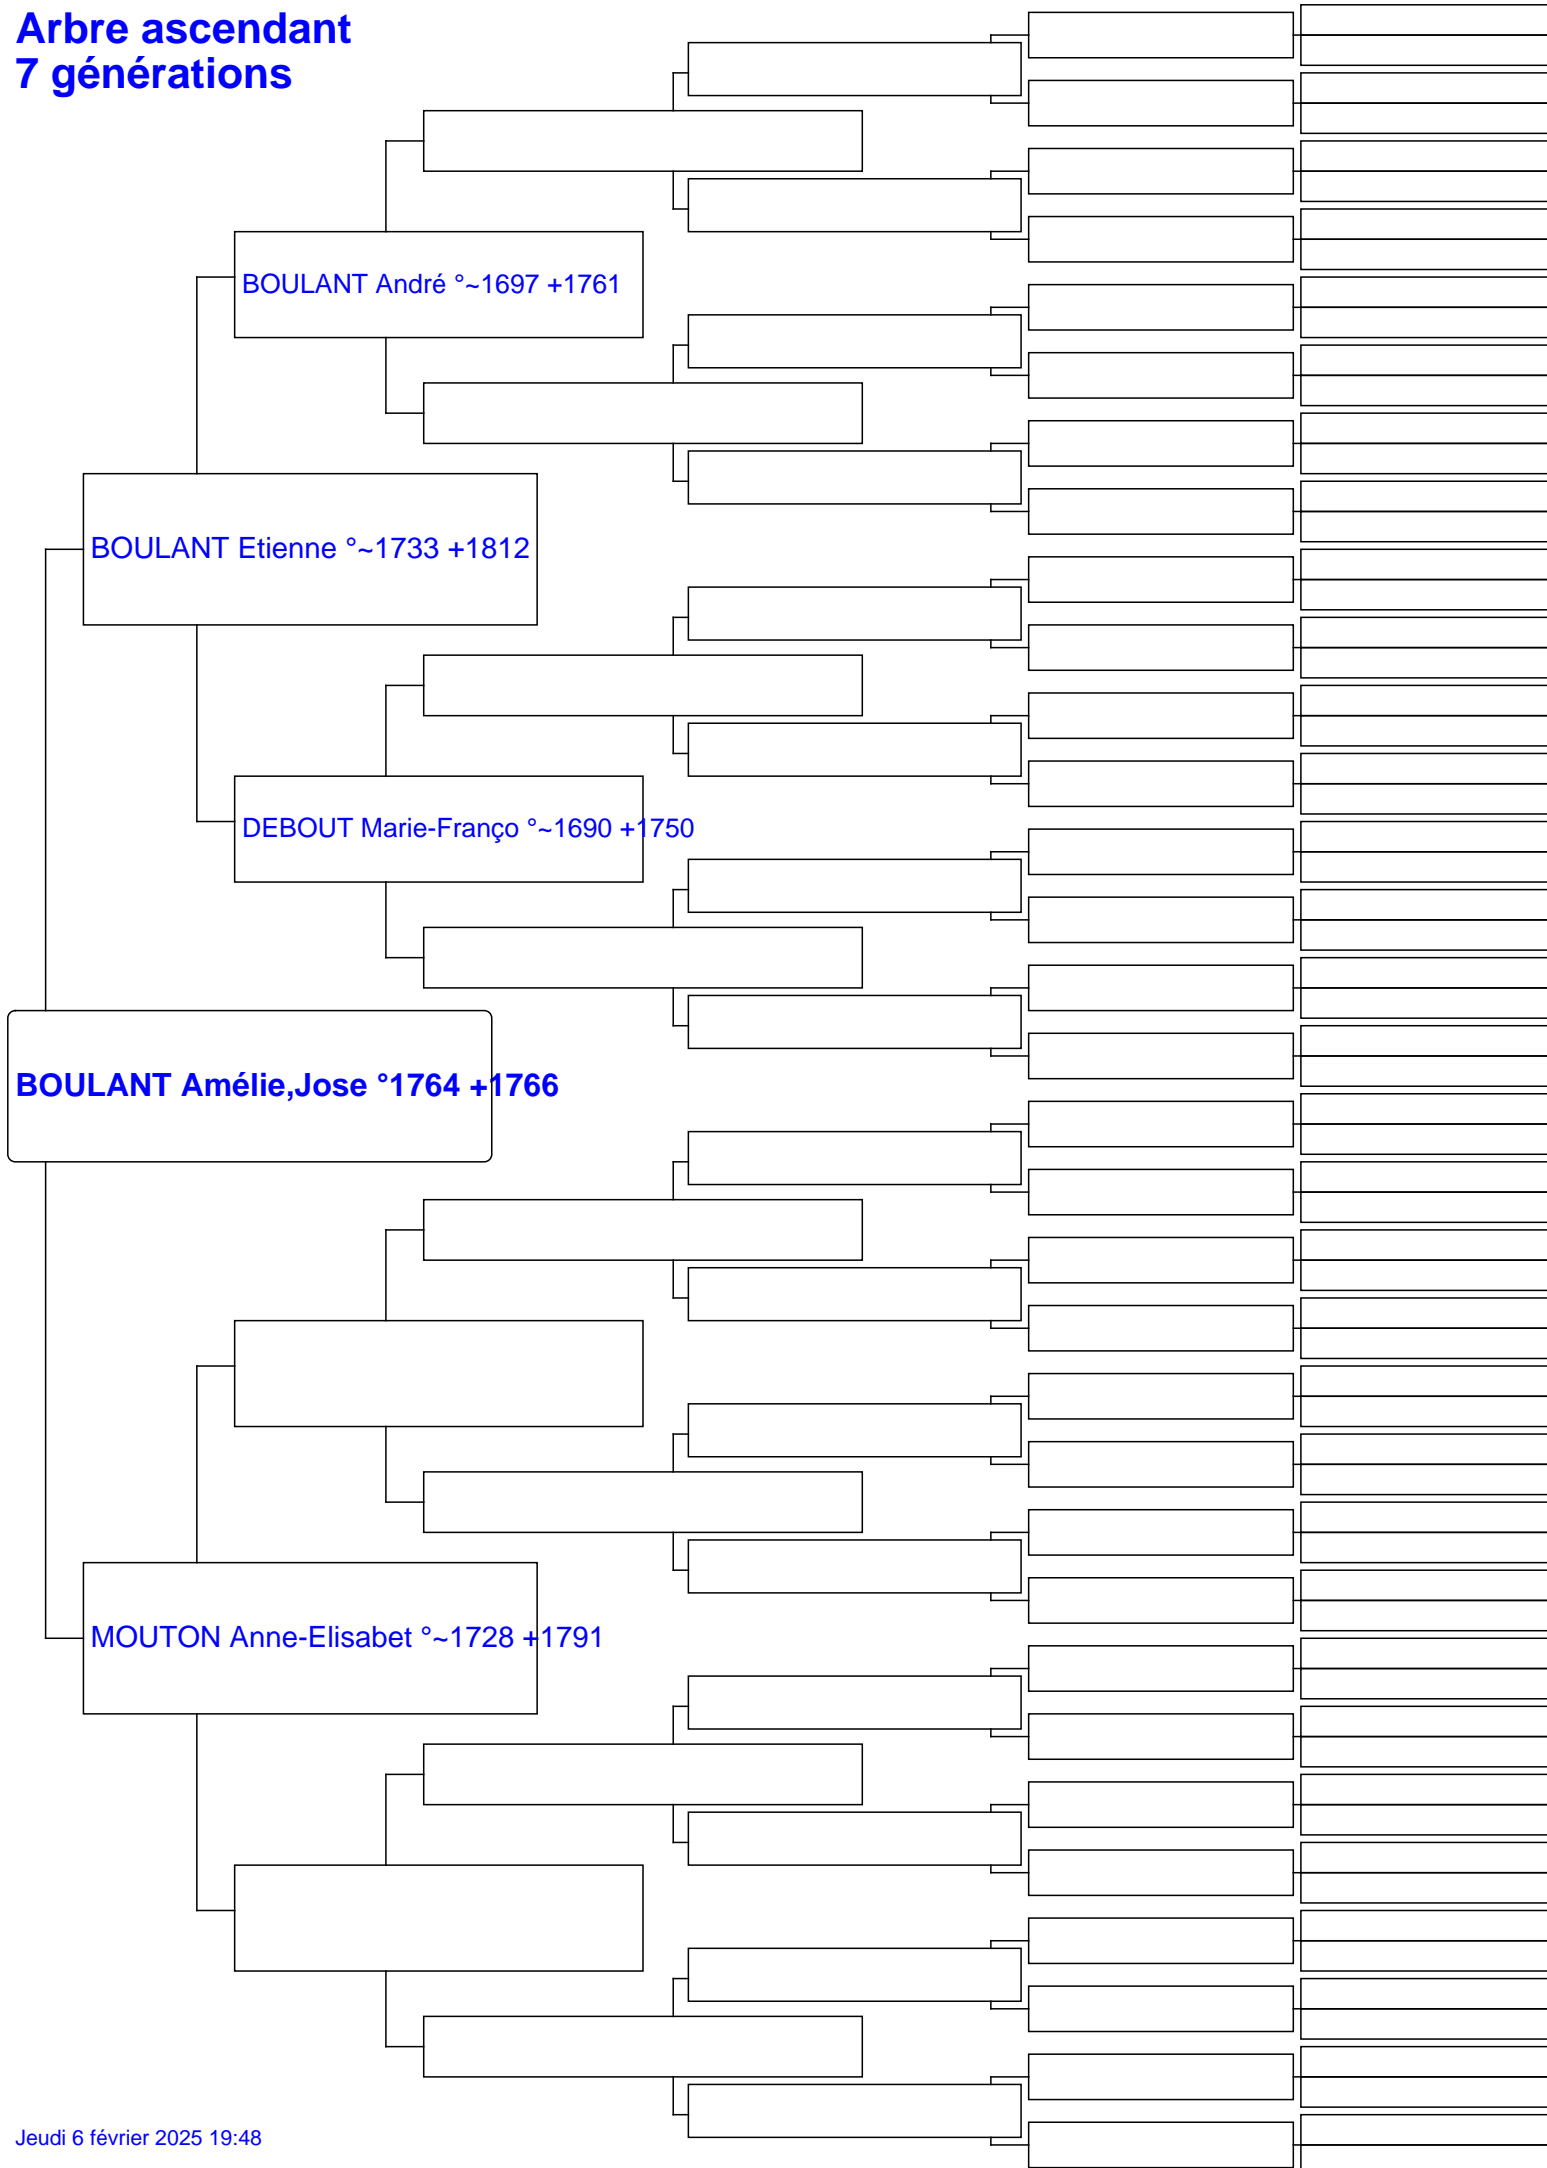 Arbre ascendant
7 générations
BOULANT André °~1697 +1761
BOULANT Etienne °~1733 +1812
DEBOUT Marie-Franço °~1690 +1750
BOULANT Amélie,Jose °1764 +1766
MOUTON Anne-Elisabet °~1728 +1791
Jeudi 6 février 2025 19:48